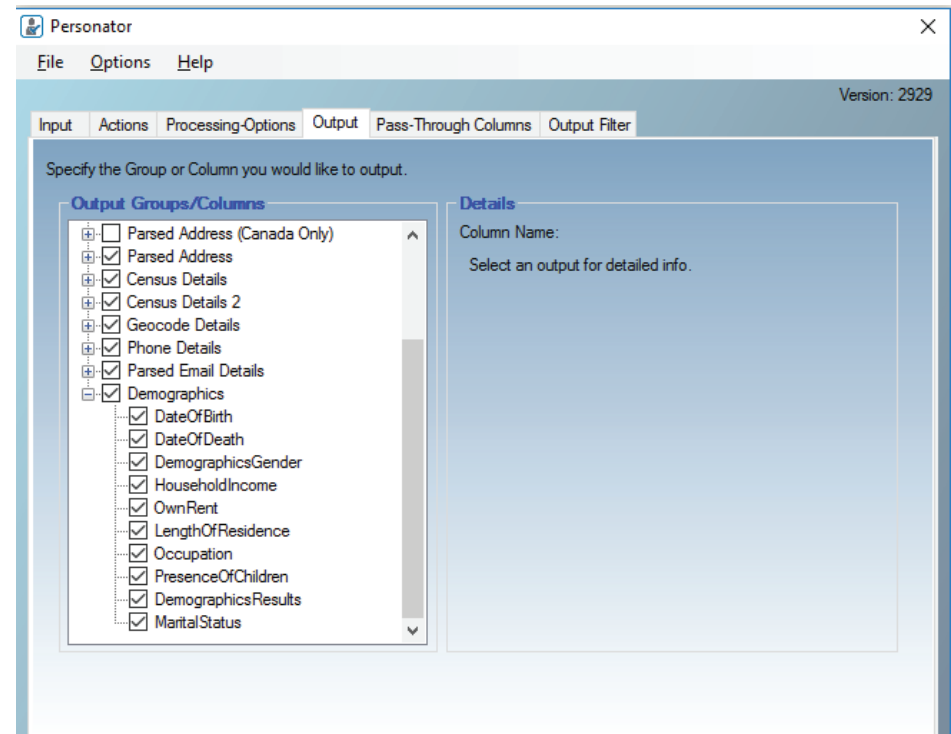 Personator
File Options Help
Version: 2929
Input Actions Processing-Options Output Pass-Through Columns Output Filter
Specify the Group or Column you would like to output.
Output Groups/Columns
Parsed Address (Canada Only)
Parsed Address
Census Details
Census Details 2
Geocode Details
Phone Details
Parsed Email Details
Demographics
DateOfBirth
DateOfDeath
DemographicsGender
HouseholdIncome
OwnRent
LengthOfResidence
Occupation
PresenceOfChildren
DemographicsResults
MaritalStatus
Details
Column Name:
Select an output for detailed info.